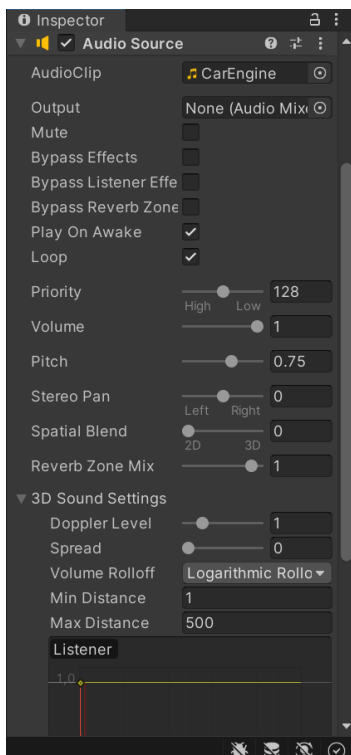 Inspector
Audio Source
AudioClip CarEngine
Output None (Audio Mix
Mute
Bypass Effects
Bypass Listener Effe
Bypass Reverb Zone
Play On Awake
Loop
Priority 128
High Low
Volume 1
Pitch 0.75
Stereo Pan 0
Left Right
Spatial Blend 0
2D 3D
Reverb Zone Mix 1
3D Sound Settings
Doppler Level 1
Spread 0
Volume Rolloff Logarithmic Rollo
Min Distance 1
Max Distance 500
Listener
1,0